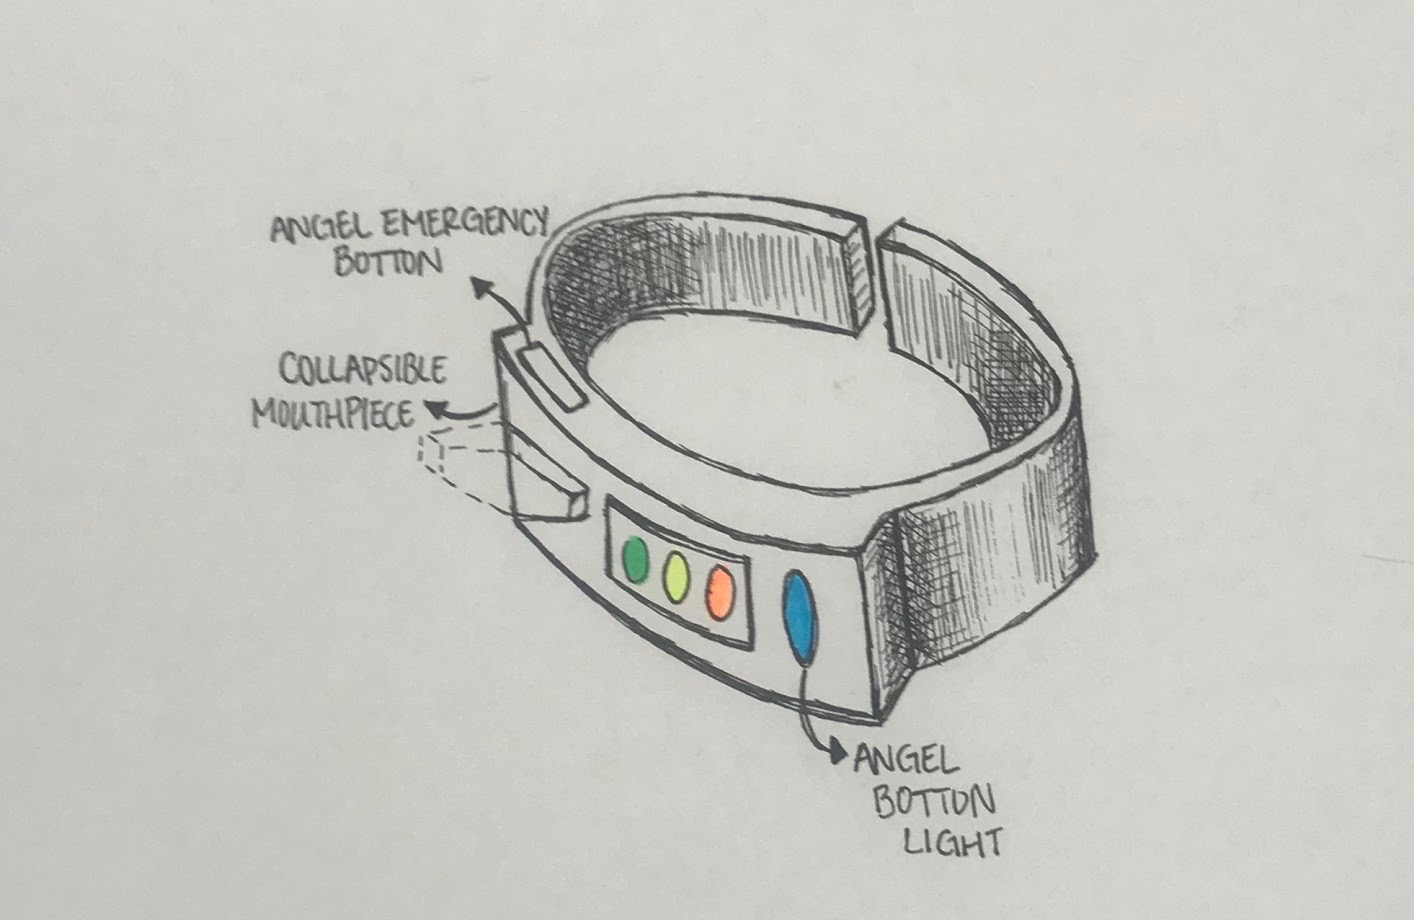 ANGEL EMERGENCY
BOTTON
COLLAPSIBLE
MOUTHPIECE
ANGEL
BOTTON
LIGHT